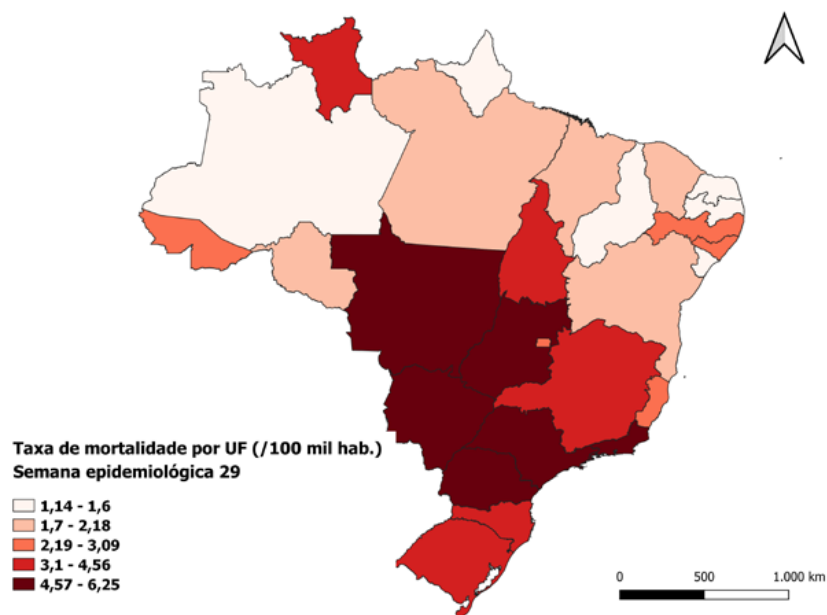 Taxa de mortalidade por UF (/100 mil hab.)
Semana epidemiológica 29
1,14 - 1,6
1,7 - 2,18
2,19 - 3,09
3,1 - 4,56
4,57 - 6,25
0 500 1.000 km